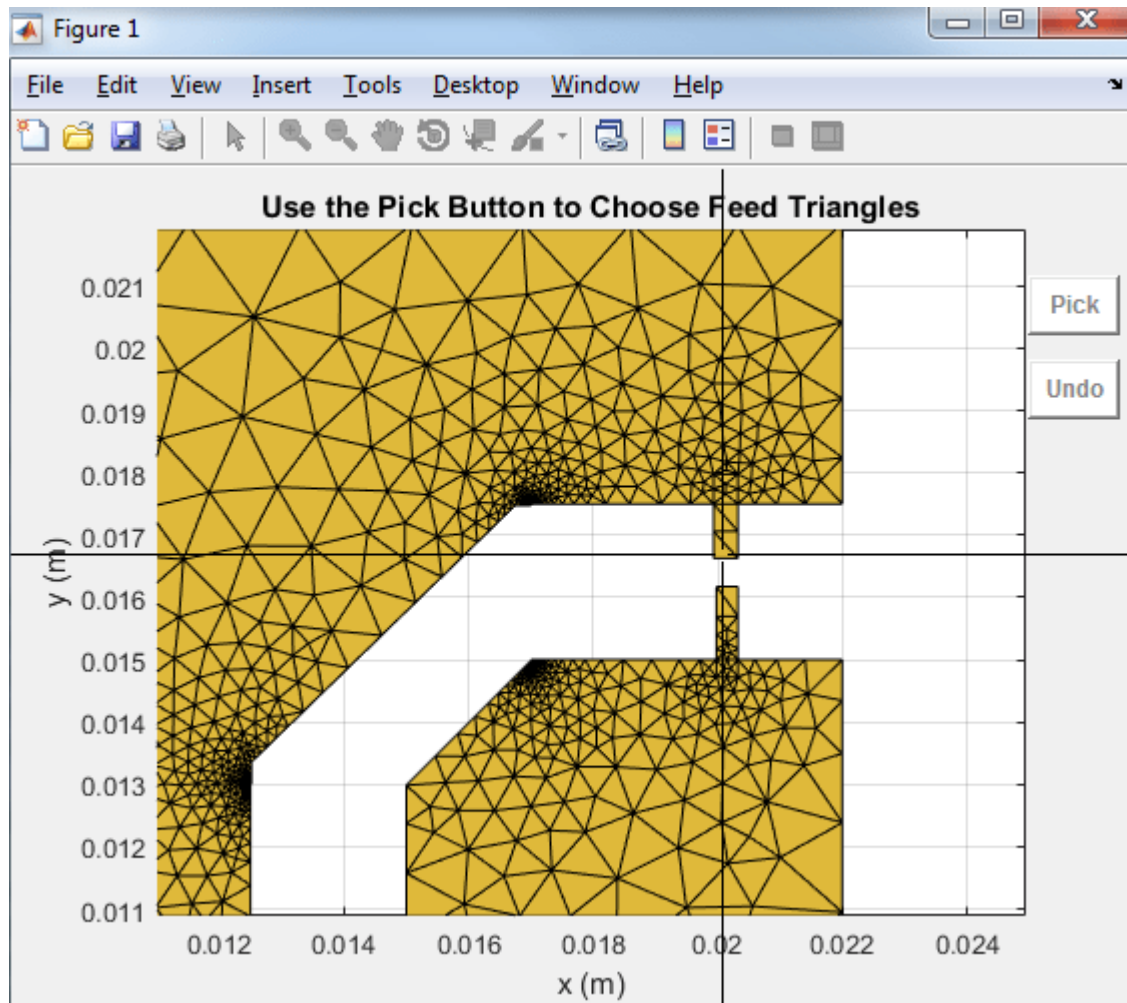 Figure 1
File Edit View Insert Tools Desktop Window Help
Use the Pick Button to Choose Feed Triangles
0.021
0.02
0.019
0.018
0.017
0.016
0.015
0.014
0.013
0.012
0.011
y (m)
0.012 0.014 0.016 0.018 0.02 0.022 0.024
x (m)
Pick
Undo